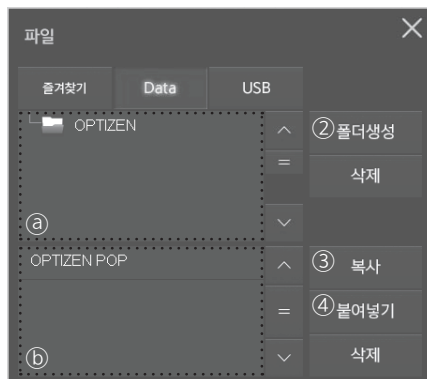 파일
즐겨찾기 Data USB
OPTIZEN
② 폴더생성
삭제
ⓐ
OPTIZEN POP
③ 복사
④ 붙여넣기
삭제
ⓑ